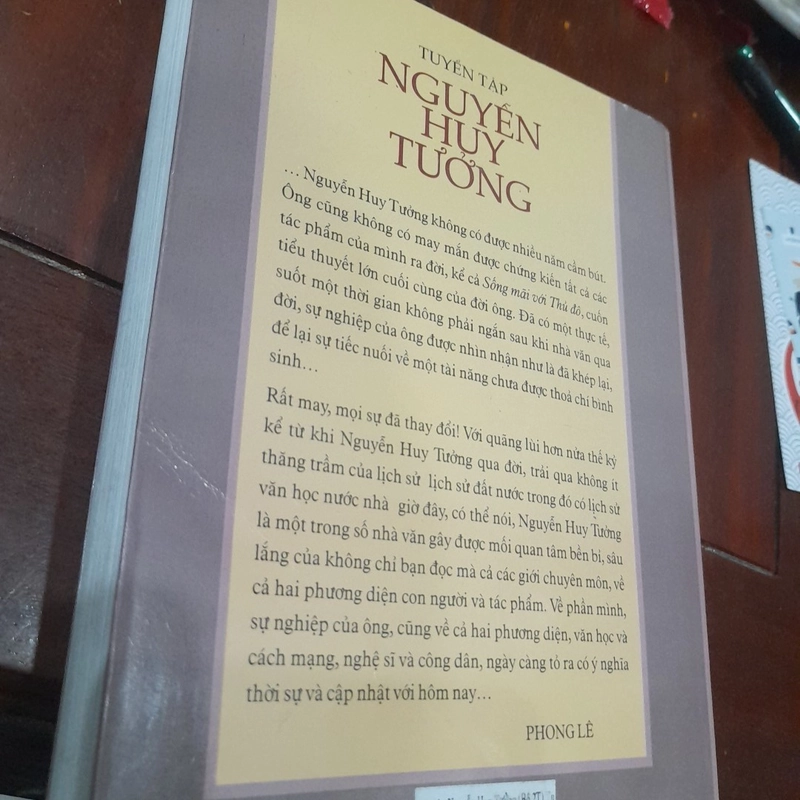 TUYỂN TẬP
NGUYỄN
HUY
TƯỞNG
… Nguyễn Huy Tưởng không có được nhiều năm cầm bút.
Ông cũng không có may mắn được chứng kiến tất cả các
tác phẩm của mình ra đời, kể cả Sống mãi với Thủ đô, cuốn
tiểu thuyết lớn cuối cùng của đời ông. Đã có một thực tế,
suốt một thời gian không phải ngắn sau khi nhà văn qua
đời, sự nghiệp của ông được nhìn nhận như là đã khép lại,
để lại sự tiếc nuối về một tài năng chưa được thoả chí bình
sinh…
Rất may, mọi sự đã thay đổi! Với quãng lùi hơn nửa thế kỷ
kể từ khi Nguyễn Huy Tưởng qua đời, trải qua không ít
thăng trầm của lịch sử lịch sử đất nước trong đó có lịch sử
văn học nước nhà giờ đây, có thể nói, Nguyễn Huy Tưởng
là một trong số nhà văn gây được mối quan tâm bền bỉ, sâu
lắng của không chỉ bạn đọc mà cả các giới chuyên môn, về
cả hai phương diện con người và tác phẩm. Về phần mình,
sự nghiệp của ông, cũng về cả hai phương diện, văn học và
cách mạng, nghệ sĩ và công dân, ngày càng tỏ ra có ý nghĩa
thời sự và cập nhật với hôm nay…
PHONG LÊ